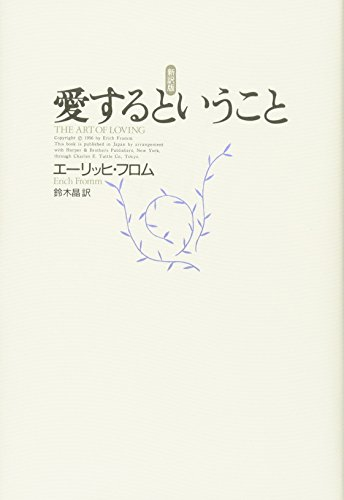 新訳版
愛するということ
THE ART OF LOVING
Copyright © 1956 by Erich Fromm
This book is published in Japan by arrangement
with Harper & Brothers Publishers, New York,
through Charles E. Tuttle Co., Tokyo.
エーリッヒ・フロム
Erich Fromm
鈴木晶訳